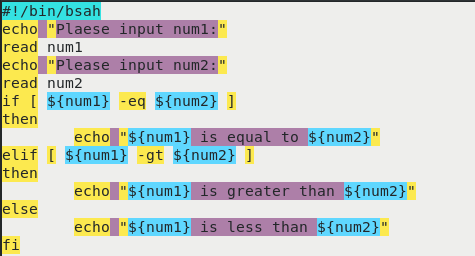 #!/bin/bsah
echo "Plaese input num1:"
read num1
echo "Please input num2:"
read num2
if [ ${num1} -eq ${num2} ]
then
        echo "${num1} is equal to ${num2}"
elif [ ${num1} -gt ${num2} ]
then
        echo "${num1} is greater than ${num2}"
else
        echo "${num1} is less than ${num2}"
fi